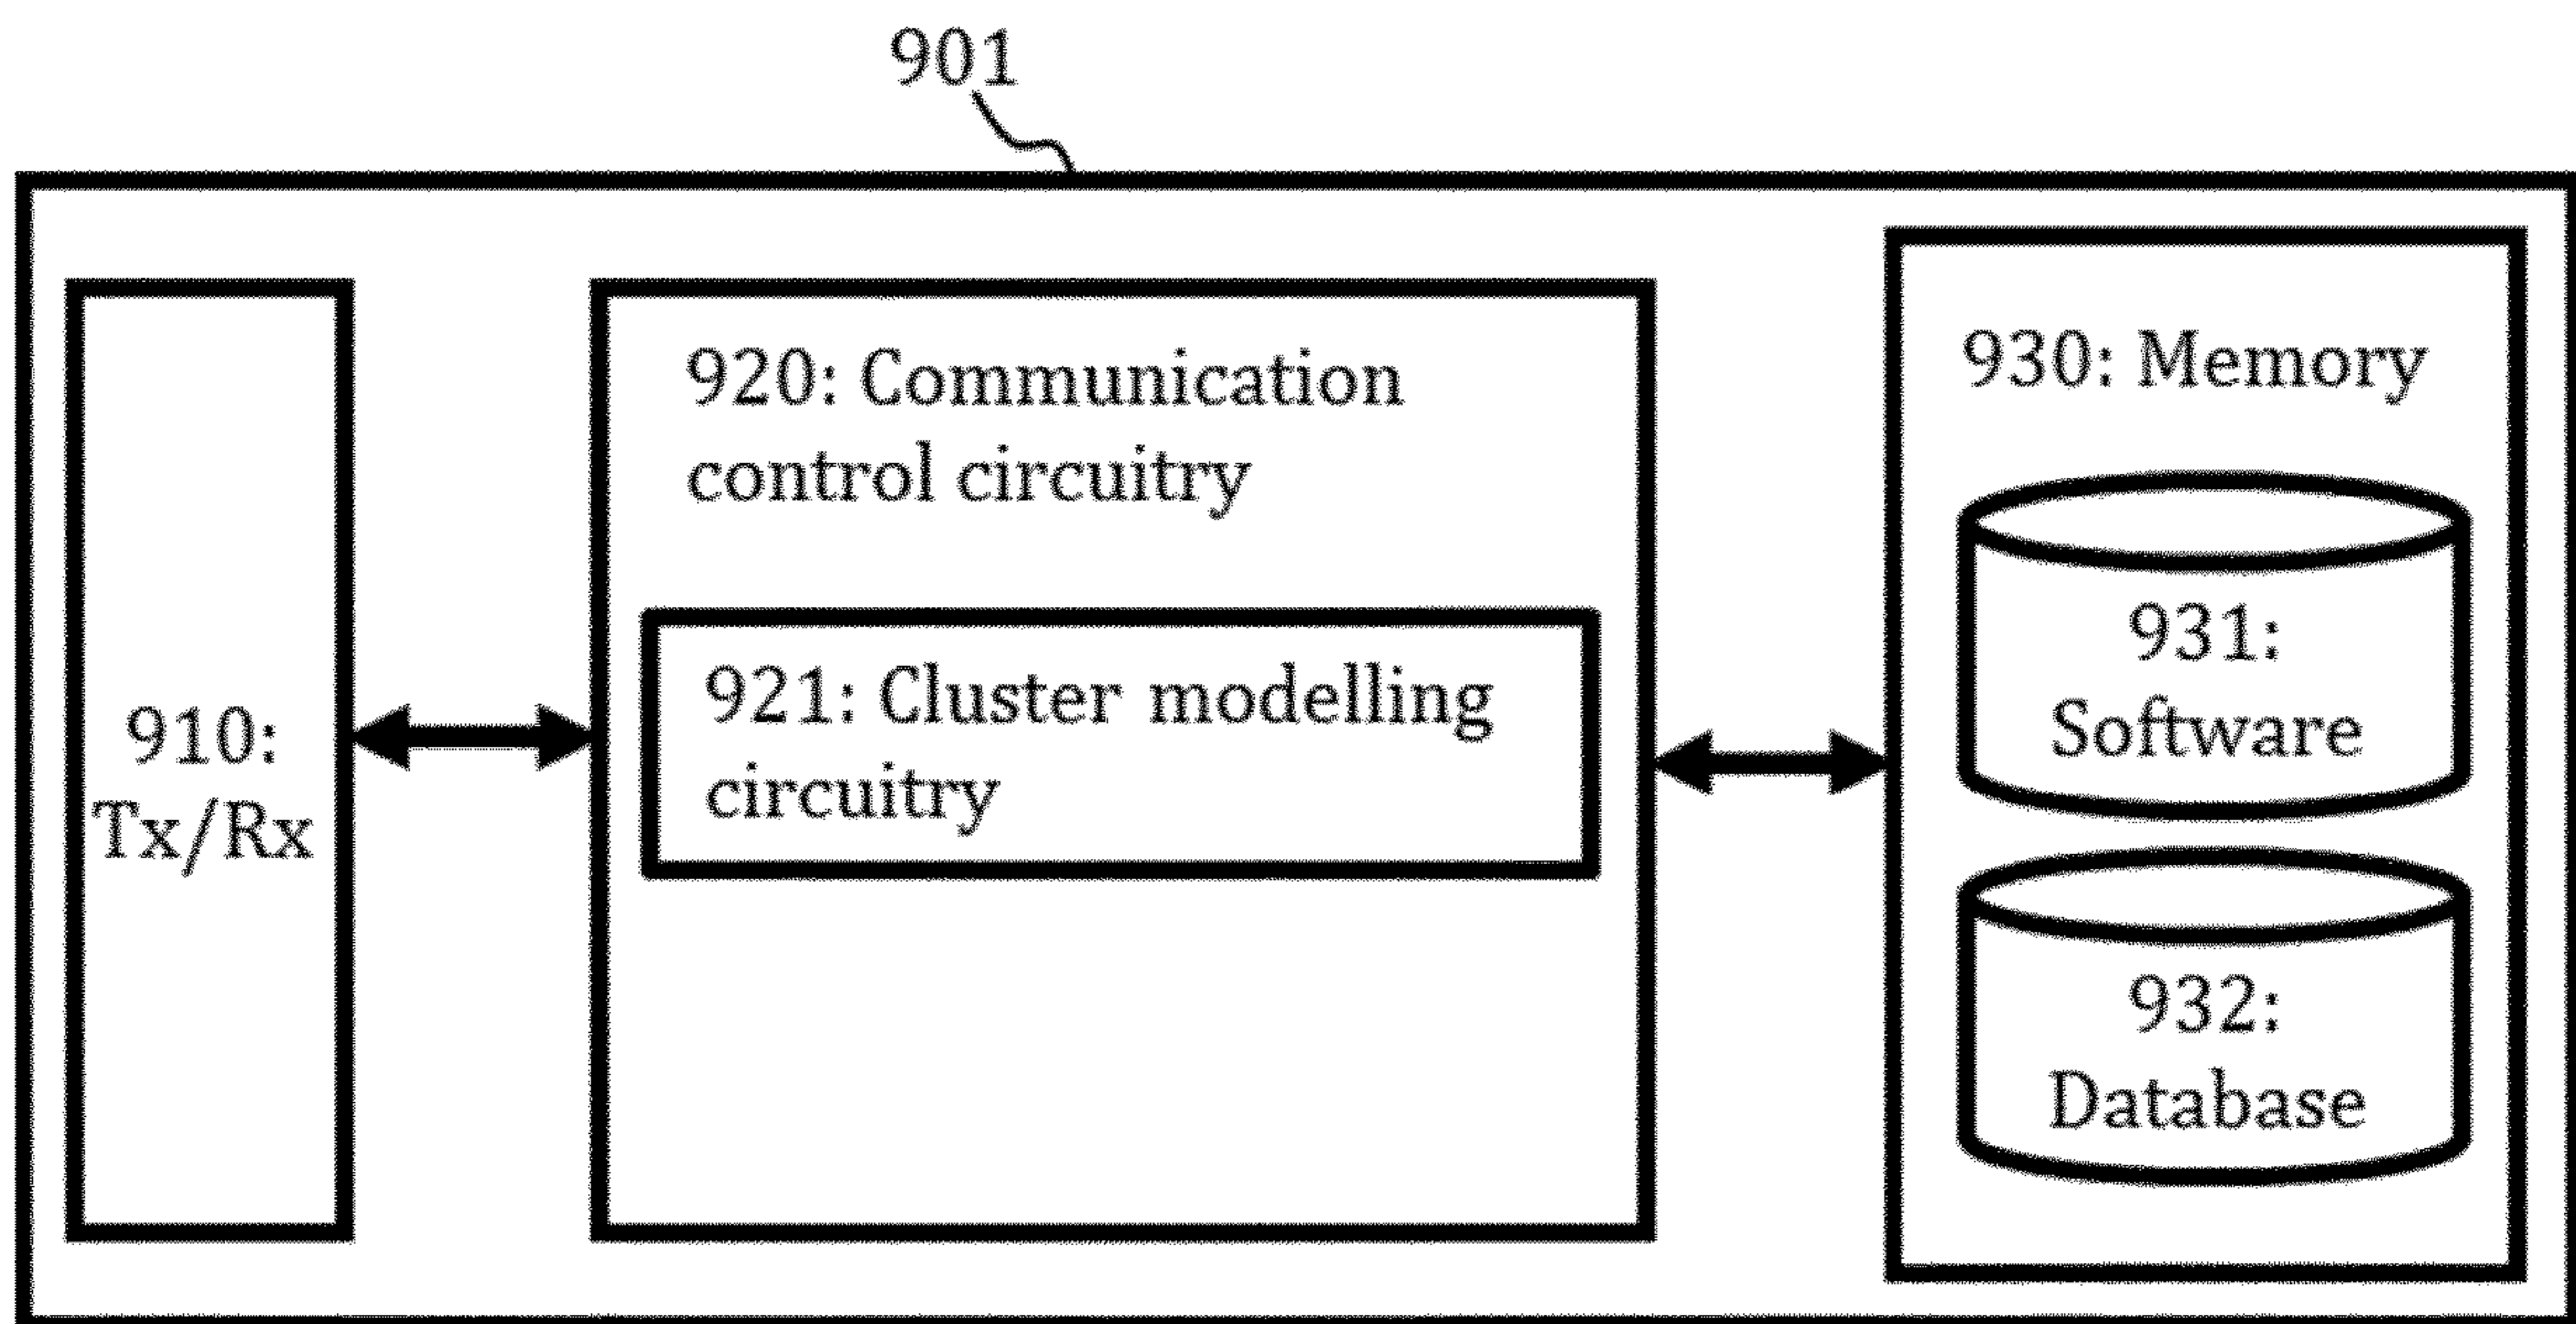 901
910:
Tx/Rx
920: Communication
control circuitry
921: Cluster modelling
circuitry
930: Memory
931:
Software
932:
Database